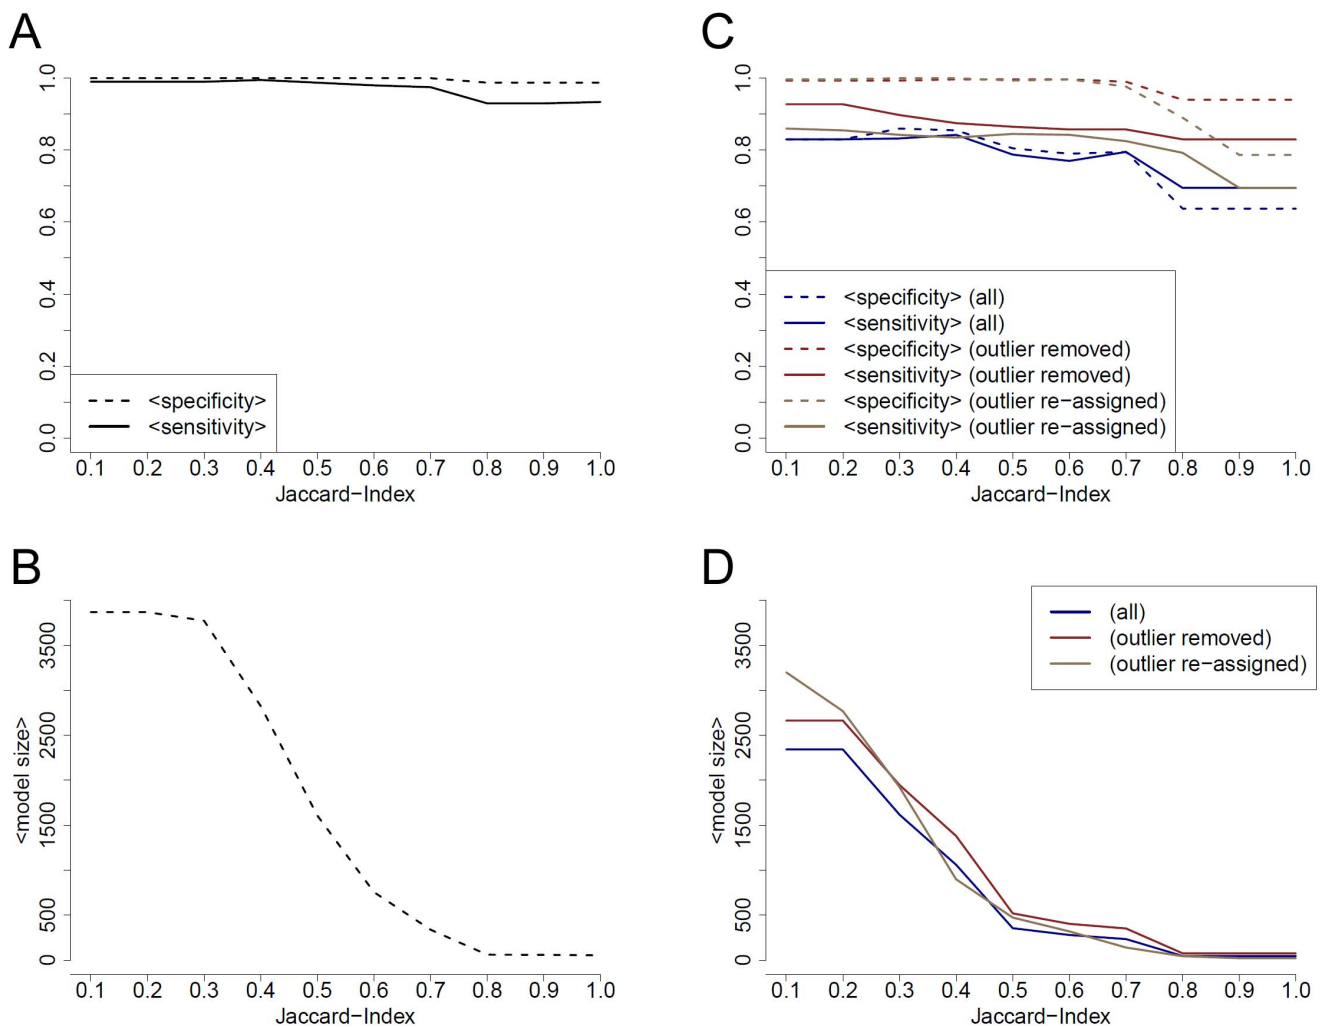 A
1.0
0.8
0.6
0.4
0.2
0.0
<specificity>
<sensitivity>
0.1 0.2 0.3 0.4 0.5 0.6 0.7 0.8 0.9 1.0
Jaccard−Index
C
1.0
0.8
0.6
0.4
0.2
0.0
<specificity> (all)
<sensitivity> (all)
<specificity> (outlier removed)
<sensitivity> (outlier removed)
<specificity> (outlier re−assigned)
<sensitivity> (outlier re−assigned)
0.1 0.2 0.3 0.4 0.5 0.6 0.7 0.8 0.9 1.0
Jaccard−Index
B
<model size>
3500
2500
1500
500
0
0.1 0.2 0.3 0.4 0.5 0.6 0.7 0.8 0.9 1.0
Jaccard−Index
D
<model size>
3500
2500
1500
500
0
(all)
(outlier removed)
(outlier re−assigned)
0.1 0.2 0.3 0.4 0.5 0.6 0.7 0.8 0.9 1.0
Jaccard−Index